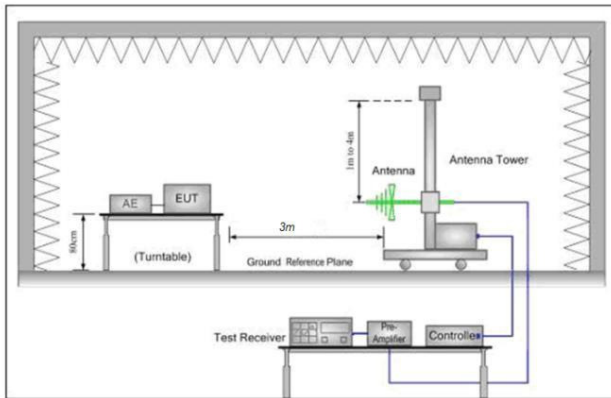 1m to 4m
Antenna
Antenna Tower
AE
EUT
3m
80cm
(Turntable)
Ground Reference Plane
Test Receiver
Pre-
Amplifier
Controller